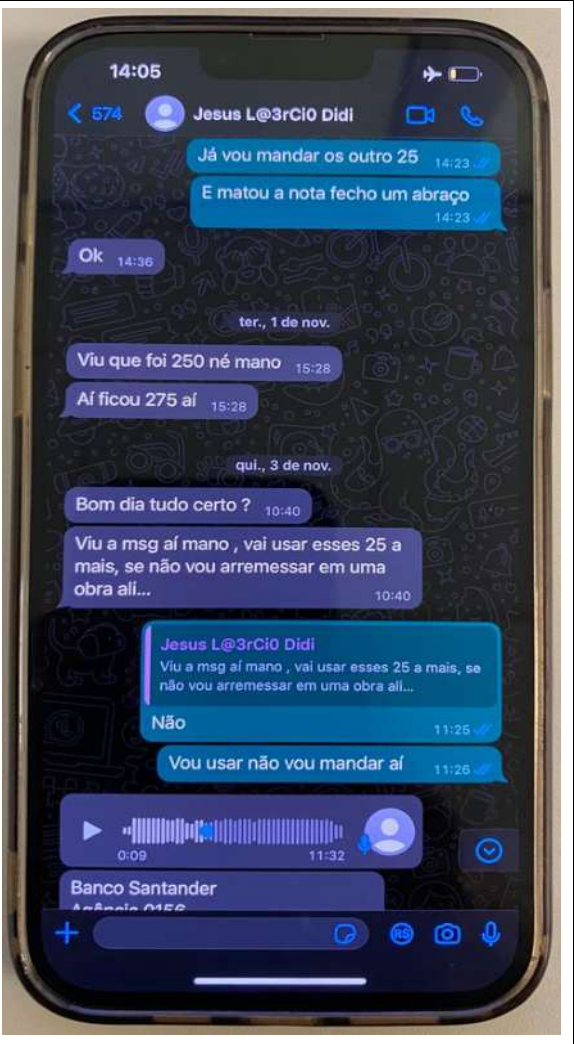 14:05
574
Jesus L@3rCi0 Didi
Já vou mandar os outro 25 14:23
E matou a nota fecho um abraço
14:23
Ok 14:36
ter., 1 de nov.
Viu que foi 250 né mano 15:28
Aí ficou 275 aí 15:28
qui., 3 de nov.
Bom dia tudo certo ? 10:40
Viu a msg aí mano , vai usar esses 25 a
mais, se não vou arremessar em uma
obra ali...
10:40
Jesus L@3rCi0 Didi
Viu a msg aí mano , vai usar esses 25 a mais, se
não vou arremessar em uma obra ali...
Não
11:25
Vou usar não vou mandar aí 11:26
0:09 11:32
Banco Santander
Agência 0156
R$